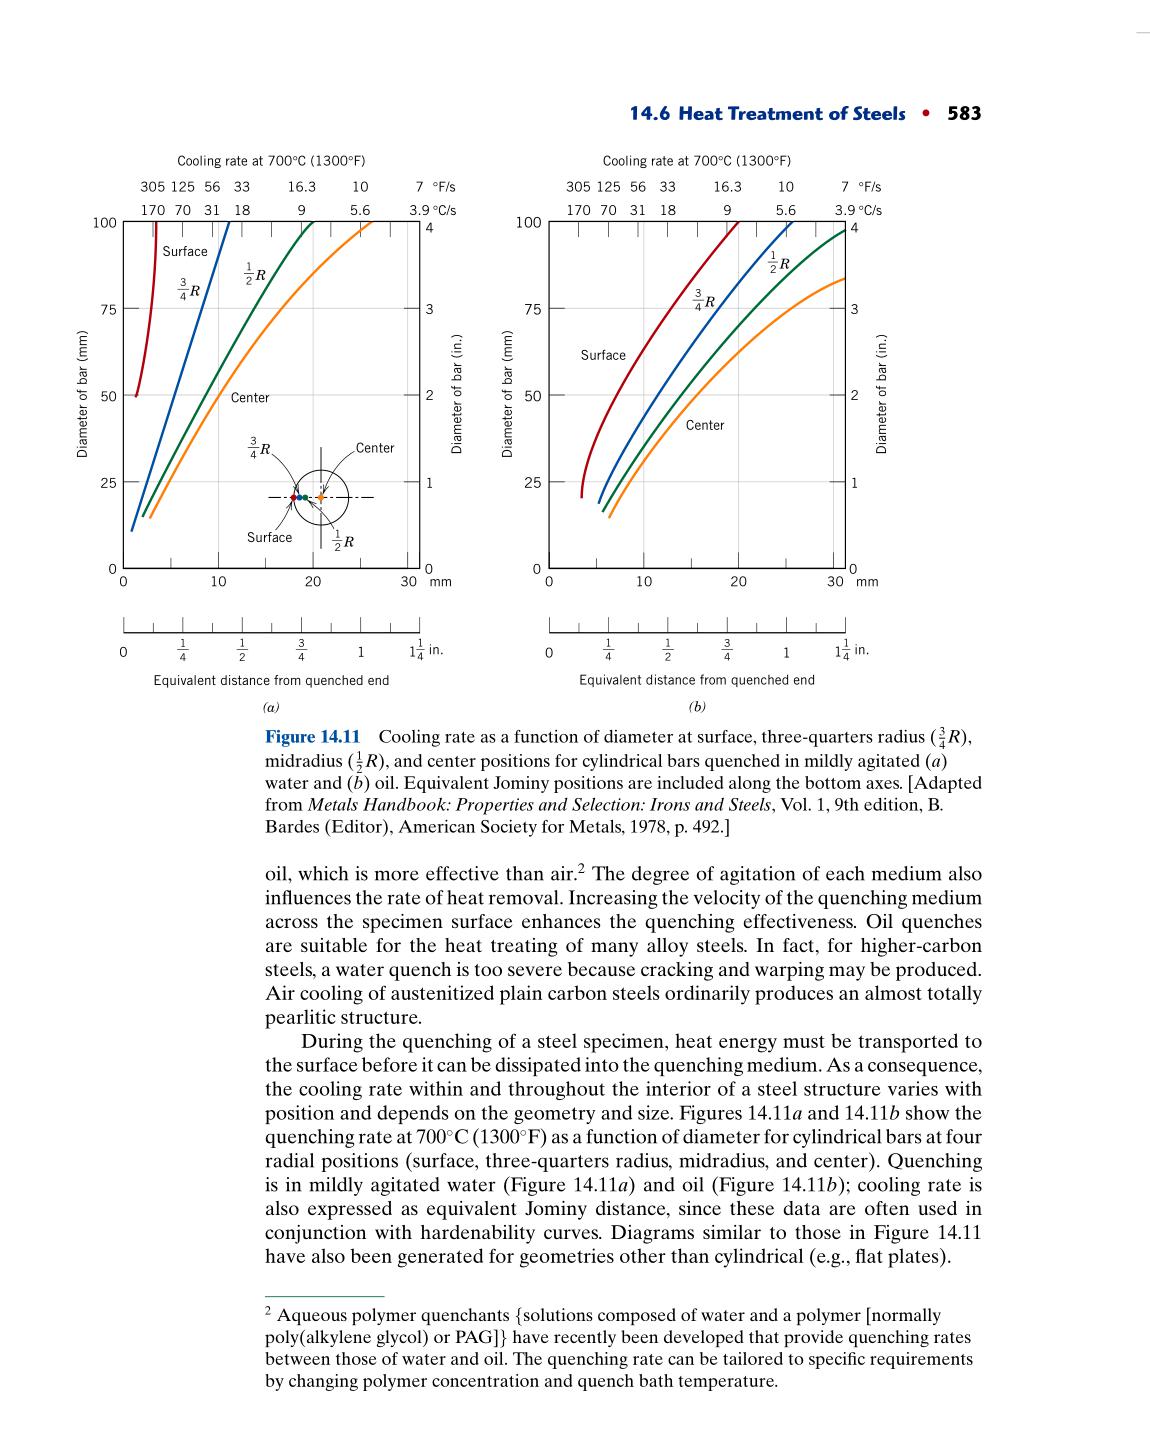 14.6 Heat Treatment of Steels • 583
Cooling rate at 700°C (1300°F)
305 125 56 33 16.3 10 7 °F/s
170 70 31 18 9 5.6 3.9 °C/s
100
75
50
25
0
Diameter of bar (mm)
4
3
2
1
0
Diameter of bar (in.)
Surface
3/4 R
1/2 R
Center
3/4 R
Center
Surface
1/2 R
0 10 20 30 mm
0 1/4 1/2 3/4 1 1 1/4 in.
Equivalent distance from quenched end
(a)
Cooling rate at 700°C (1300°F)
305 125 56 33 16.3 10 7 °F/s
170 70 31 18 9 5.6 3.9 °C/s
100
75
50
25
0
Diameter of bar (mm)
4
3
2
1
0
Diameter of bar (in.)
1/2 R
3/4 R
Surface
Center
0 10 20 30 mm
0 1/4 1/2 3/4 1 1 1/4 in.
Equivalent distance from quenched end
(b)
Figure 14.11 Cooling rate as a function of diameter at surface, three-quarters radius (3/4 R),
midradius (1/2 R), and center positions for cylindrical bars quenched in mildly agitated (a)
water and (b) oil. Equivalent Jominy positions are included along the bottom axes. [Adapted
from Metals Handbook: Properties and Selection: Irons and Steels, Vol. 1, 9th edition, B.
Bardes (Editor), American Society for Metals, 1978, p. 492.]
oil, which is more effective than air.² The degree of agitation of each medium also
influences the rate of heat removal. Increasing the velocity of the quenching medium
across the specimen surface enhances the quenching effectiveness. Oil quenches
are suitable for the heat treating of many alloy steels. In fact, for higher-carbon
steels, a water quench is too severe because cracking and warping may be produced.
Air cooling of austenitized plain carbon steels ordinarily produces an almost totally
pearlitic structure.
During the quenching of a steel specimen, heat energy must be transported to
the surface before it can be dissipated into the quenching medium. As a consequence,
the cooling rate within and throughout the interior of a steel structure varies with
position and depends on the geometry and size. Figures 14.11a and 14.11b show the
quenching rate at 700°C (1300°F) as a function of diameter for cylindrical bars at four
radial positions (surface, three-quarters radius, midradius, and center). Quenching
is in mildly agitated water (Figure 14.11a) and oil (Figure 14.11b); cooling rate is
also expressed as equivalent Jominy distance, since these data are often used in
conjunction with hardenability curves. Diagrams similar to those in Figure 14.11
have also been generated for geometries other than cylindrical (e.g., flat plates).
² Aqueous polymer quenchants {solutions composed of water and a polymer [normally
poly(alkylene glycol) or PAG]} have recently been developed that provide quenching rates
between those of water and oil. The quenching rate can be tailored to specific requirements
by changing polymer concentration and quench bath temperature.